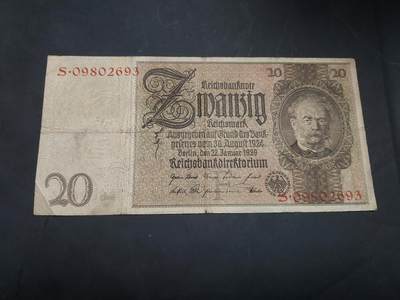 S·09802693
Reichsbanknote
20 20
Zwanzig
Reichsmark
Ausgegeben auf Grund des Bank-
gesetzes vom 30. August 1924
Berlin, den 22. Januar 1929
Reichsbankdirektorium
20
S·09802693